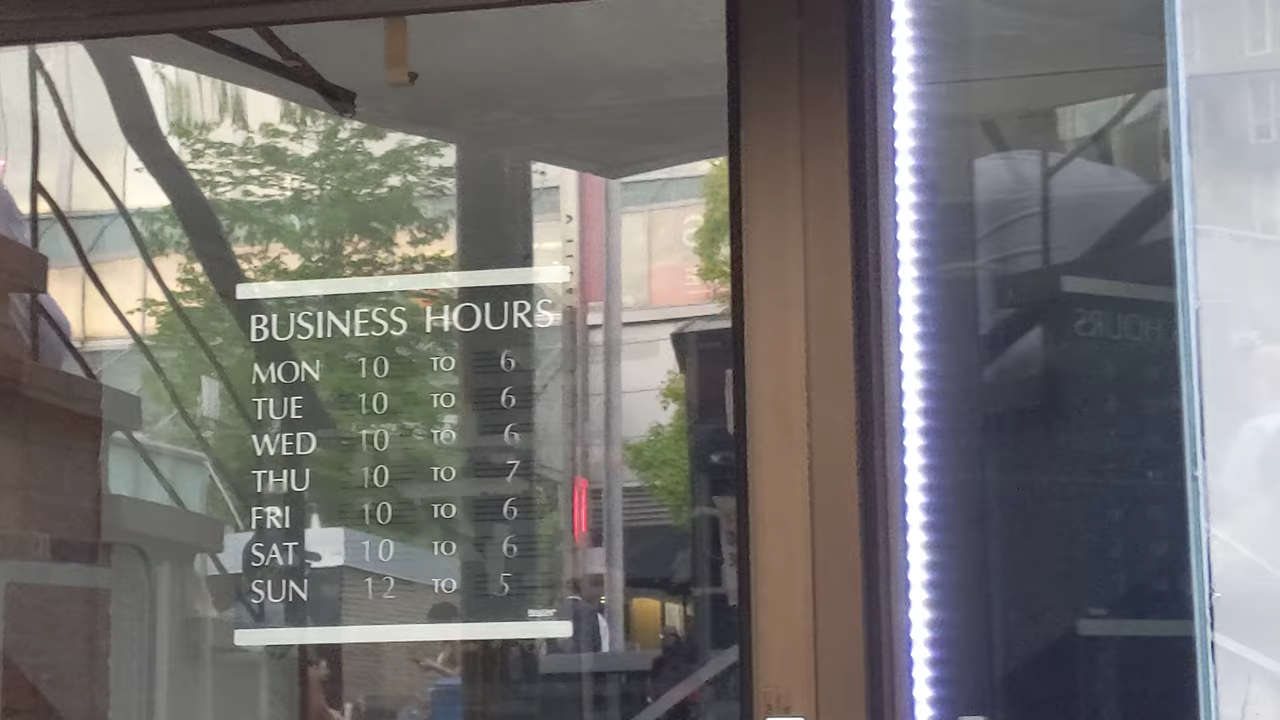 BUSINESS HOURS
MON 10 TO 6
TUE 10 TO 6
WED 10 TO 6
THU 10 TO 7
FRI 10 TO 6
SAT 10 TO 6
SUN 12 TO 5